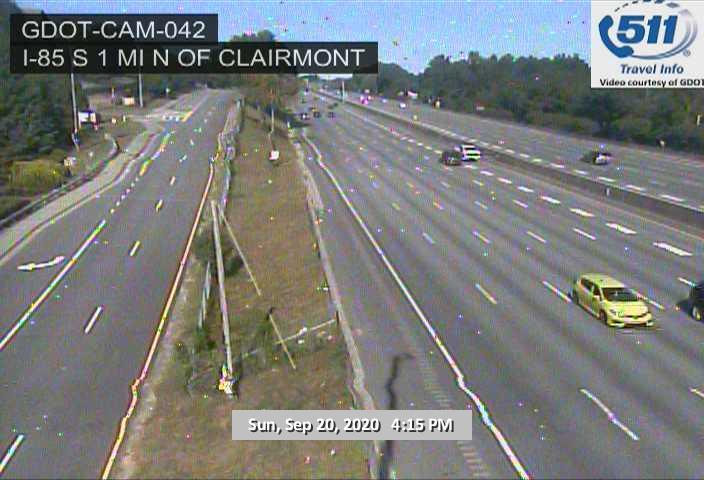 GDOT-CAM-042
I-85 S 1 MI N OF CLAIRMONT
511
Travel Info
Video courtesy of GDOT
Sun, Sep 20, 2020 4:15 PM